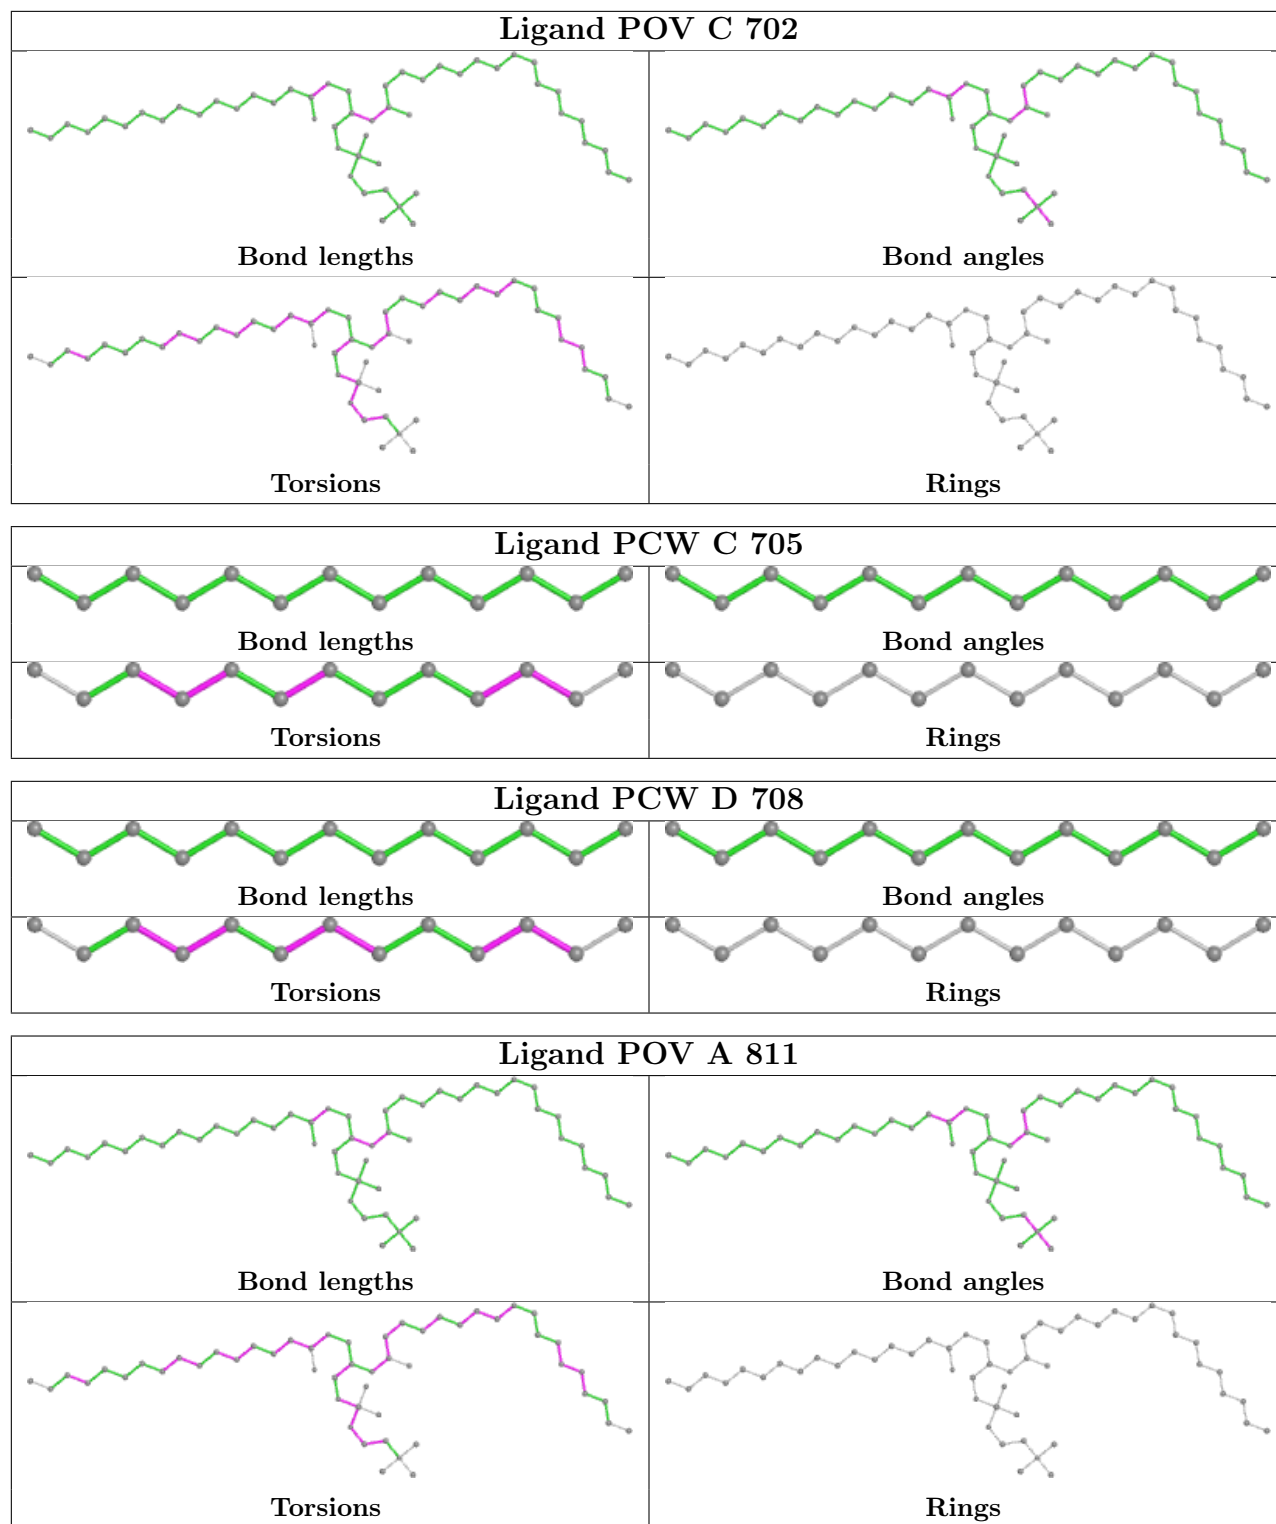 Ligand POV C 702
Bond lengths
Bond angles
Torsions
Rings
Ligand PCW C 705
Bond lengths
Bond angles
Torsions
Rings
Ligand PCW D 708
Bond lengths
Bond angles
Torsions
Rings
Ligand POV A 811
Bond lengths
Bond angles
Torsions
Rings